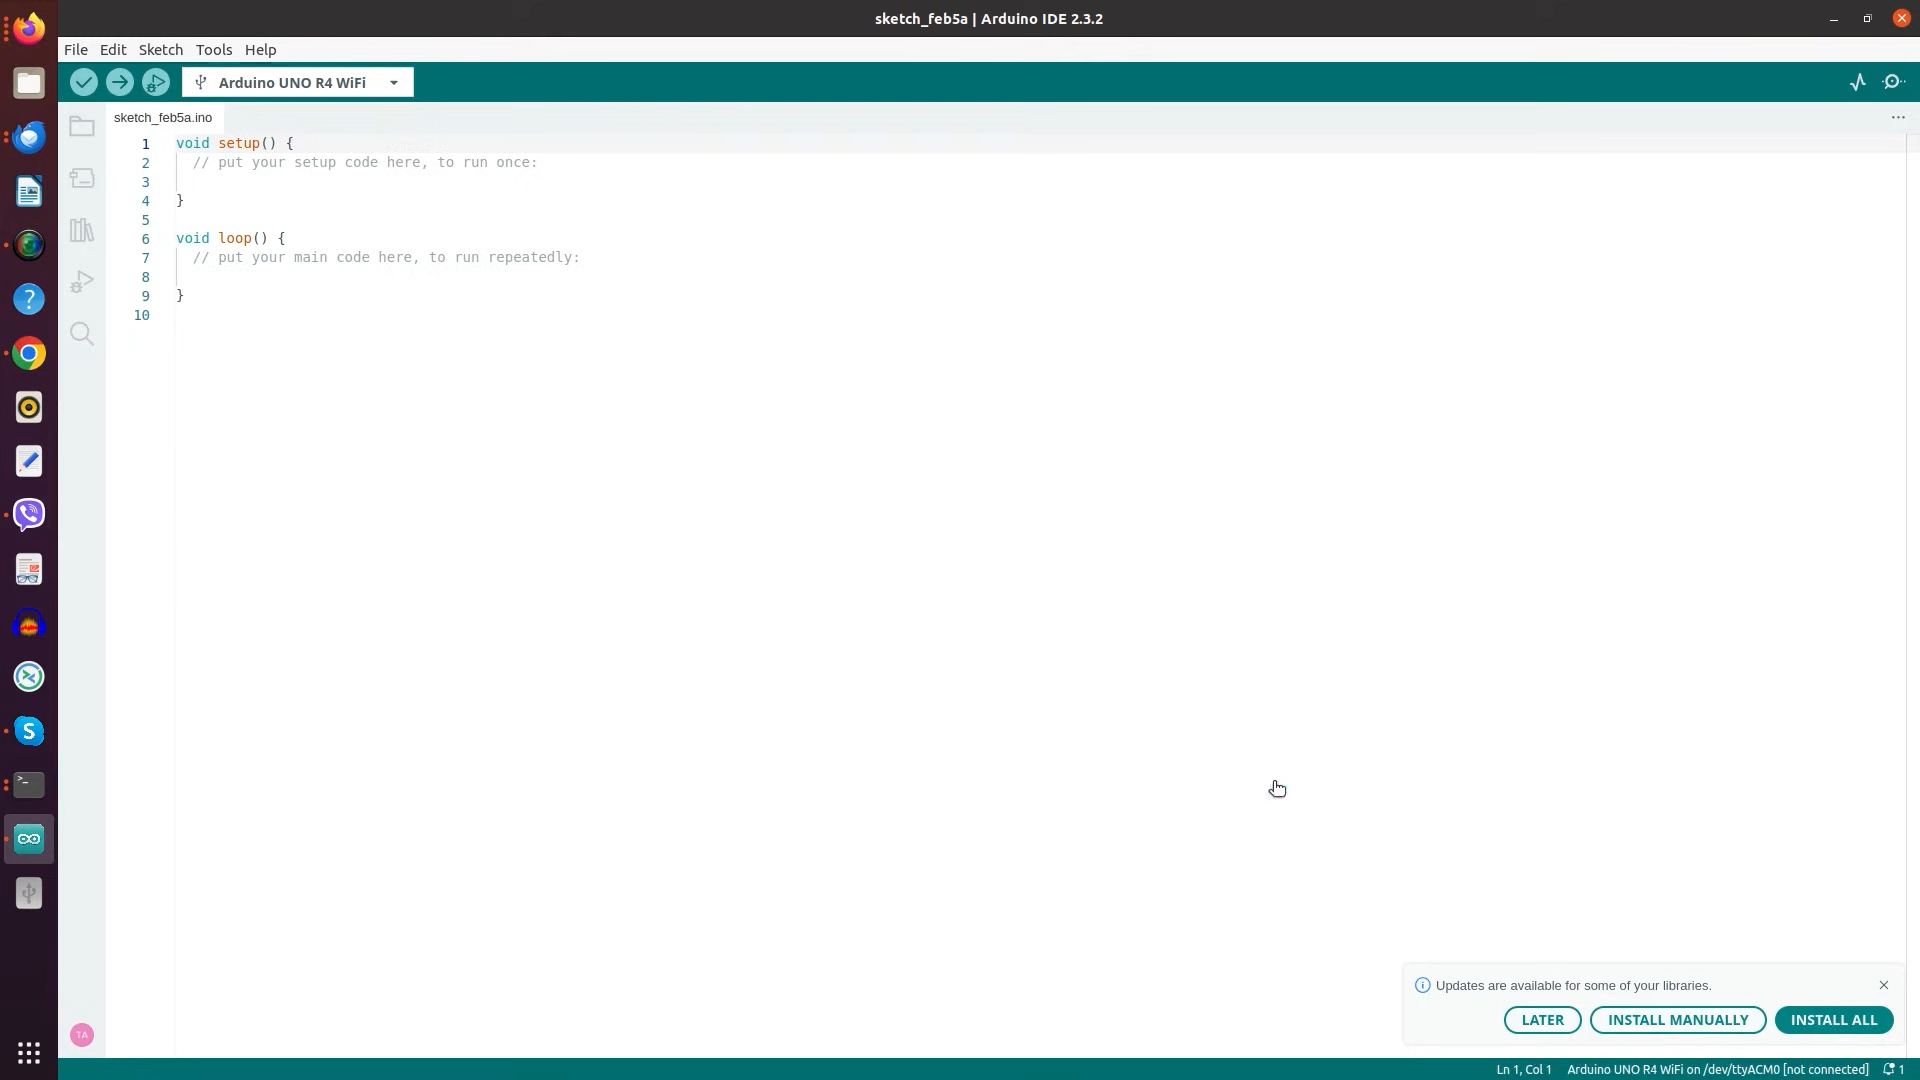 sketch_feb5a | Arduino IDE 2.3.2
File Edit Sketch Tools Help
Arduino UNO R4 WiFi
sketch_feb5a.ino
1 void setup() {
2 // put your setup code here, to run once:
3
4 }
5
6 void loop() {
7 // put your main code here, to run repeatedly:
8
9 }
10
TA
Updates are available for some of your libraries.
LATER INSTALL MANUALLY INSTALL ALL
Ln 1, Col 1 Arduino UNO R4 WiFi on /dev/ttyACM0 [not connected] 1